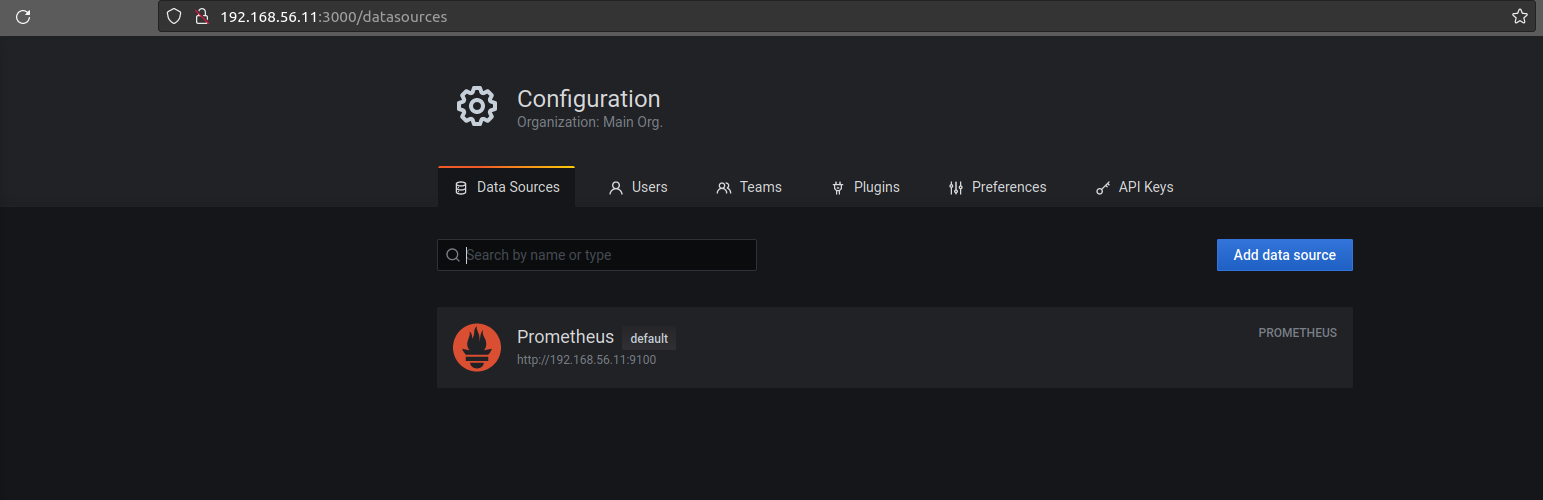 192.168.56.11:3000/datasources
Configuration
Organization: Main Org.
Data Sources Users Teams Plugins Preferences API Keys
Search by name or type Add data source
Prometheus default PROMETHEUS
http://192.168.56.11:9100